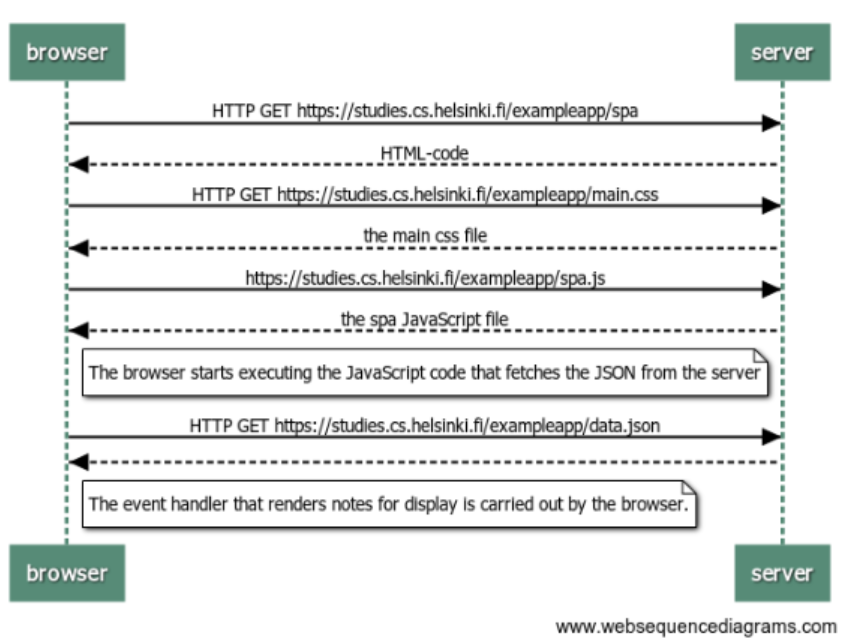 browser server
HTTP GET https://studies.cs.helsinki.fi/exampleapp/spa
HTML-code
HTTP GET https://studies.cs.helsinki.fi/exampleapp/main.css
the main css file
https://studies.cs.helsinki.fi/exampleapp/spa.js
the spa JavaScript file
The browser starts executing the JavaScript code that fetches the JSON from the server
HTTP GET https://studies.cs.helsinki.fi/exampleapp/data.json
The event handler that renders notes for display is carried out by the browser.
browser server
www.websequencediagrams.com